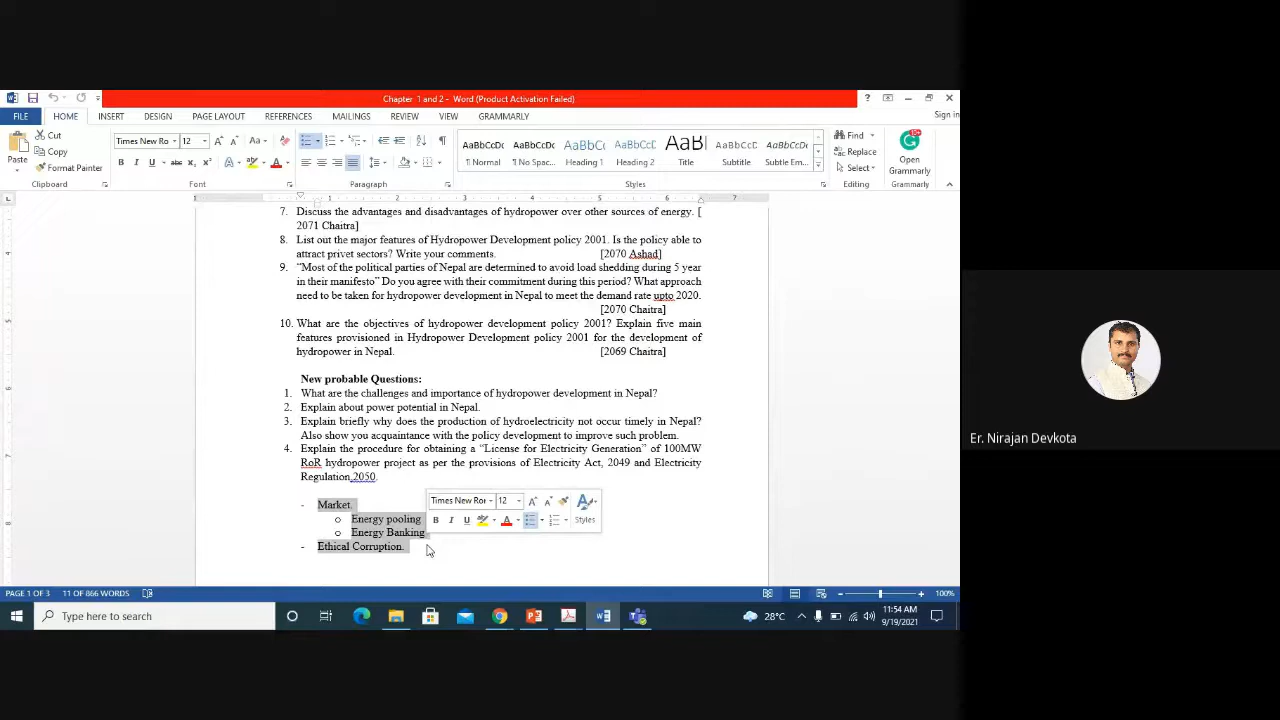 Chapter 1 and 2 - Word (Product Activation Failed)
FILE HOME INSERT DESIGN PAGE LAYOUT REFERENCES MAILINGS REVIEW VIEW GRAMMARLY Sign in
Paste
Cut
Copy
Format Painter
Clipboard
Times New Ro 12
Font
Paragraph
AaBbCcDc AaBbCcDc AaBbCc AaBbCcC AaBl AaBbCcC AaBbCcDc
¶ Normal ¶ No Spac... Heading 1 Heading 2 Title Subtitle Subtle Em...
Styles
Find
Replace
Select
Editing
Open
Grammarly
Grammarly
7. Discuss the advantages and disadvantages of hydropower over other sources of energy. [
2071 Chaitra]
8. List out the major features of Hydropower Development policy 2001. Is the policy able to
attract privet sectors? Write your comments. [2070 Ashad]
9. “Most of the political parties of Nepal are determined to avoid load shedding during 5 year
in their manifesto” Do you agree with their commitment during this period? What approach
need to be taken for hydropower development in Nepal to meet the demand rate upto 2020.
[2070 Chaitra]
10. What are the objectives of hydropower development policy 2001? Explain five main
features provisioned in Hydropower Development policy 2001 for the development of
hydropower in Nepal. [2069 Chaitra]
New probable Questions:
1. What are the challenges and importance of hydropower development in Nepal?
2. Explain about power potential in Nepal.
3. Explain briefly why does the production of hydroelectricity not occur timely in Nepal?
Also show you acquaintance with the policy development to improve such problem.
4. Explain the procedure for obtaining a “License for Electricity Generation” of 100MW
RoR hydropower project as per the provisions of Electricity Act, 2049 and Electricity
Regulation,2050.
- Market.
o Energy pooling
o Energy Banking
- Ethical Corruption.
Times New Ror 12
Styles
Er. Nirajan Devkota
PAGE 1 OF 3 11 OF 866 WORDS 100%
Type here to search
28°C
11:54 AM
9/19/2021